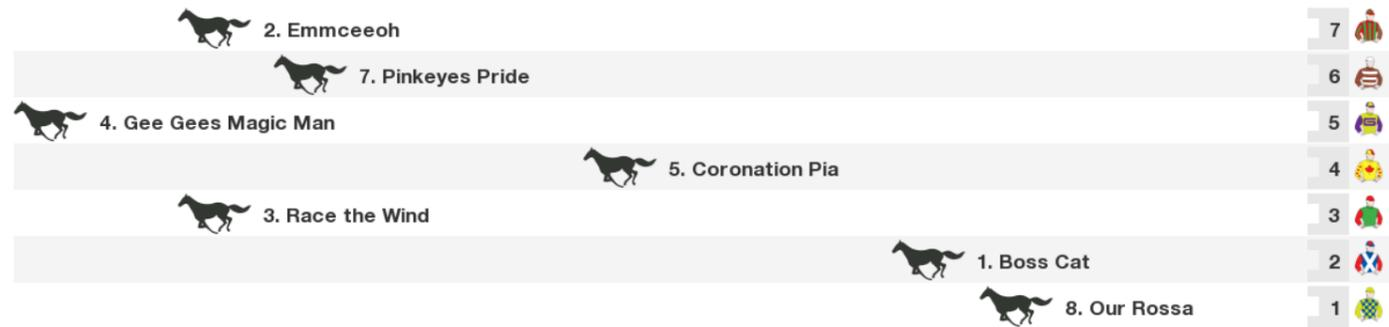 2. Emmceeoh 7
7. Pinkeyes Pride 6
4. Gee Gees Magic Man 5
5. Coronation Pia 4
3. Race the Wind 3
1. Boss Cat 2
8. Our Rossa 1